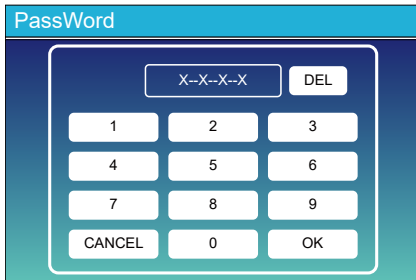 PassWord
X--X--X--X DEL
1 2 3
4 5 6
7 8 9
CANCEL 0 OK